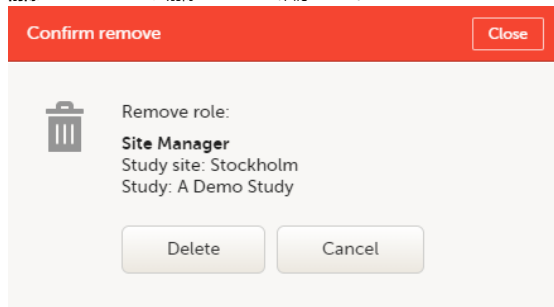 Confirm remove
Close
Remove role:
Site Manager
Study site: Stockholm
Study: A Demo Study
Delete
Cancel